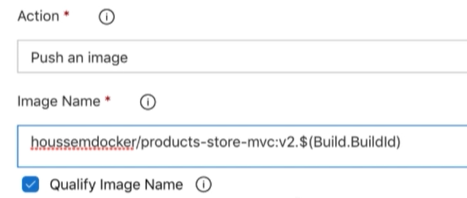 Action *
Push an image
Image Name *
houssemdocker/products-store-mvc:v2.$(Build.BuildId)
Qualify Image Name